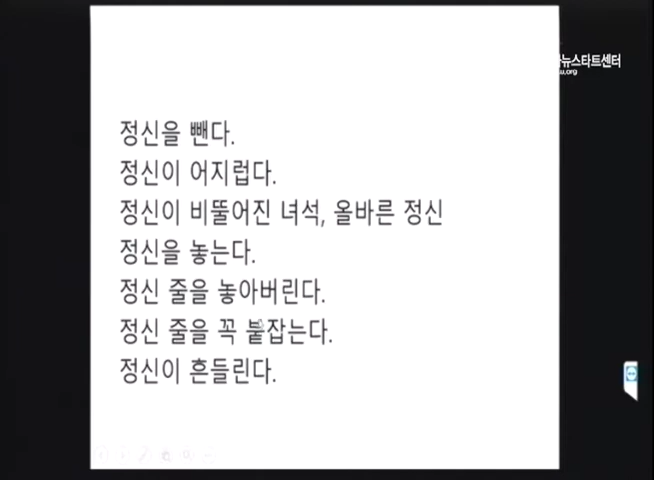 뉴스타트센터
정신을 뺀다.
정신이 어지럽다.
정신이 비뚤어진 녀석, 올바른 정신
정신을 놓는다.
정신 줄을 놓아버린다.
정신 줄을 꼭 붙잡는다.
정신이 흔들린다.